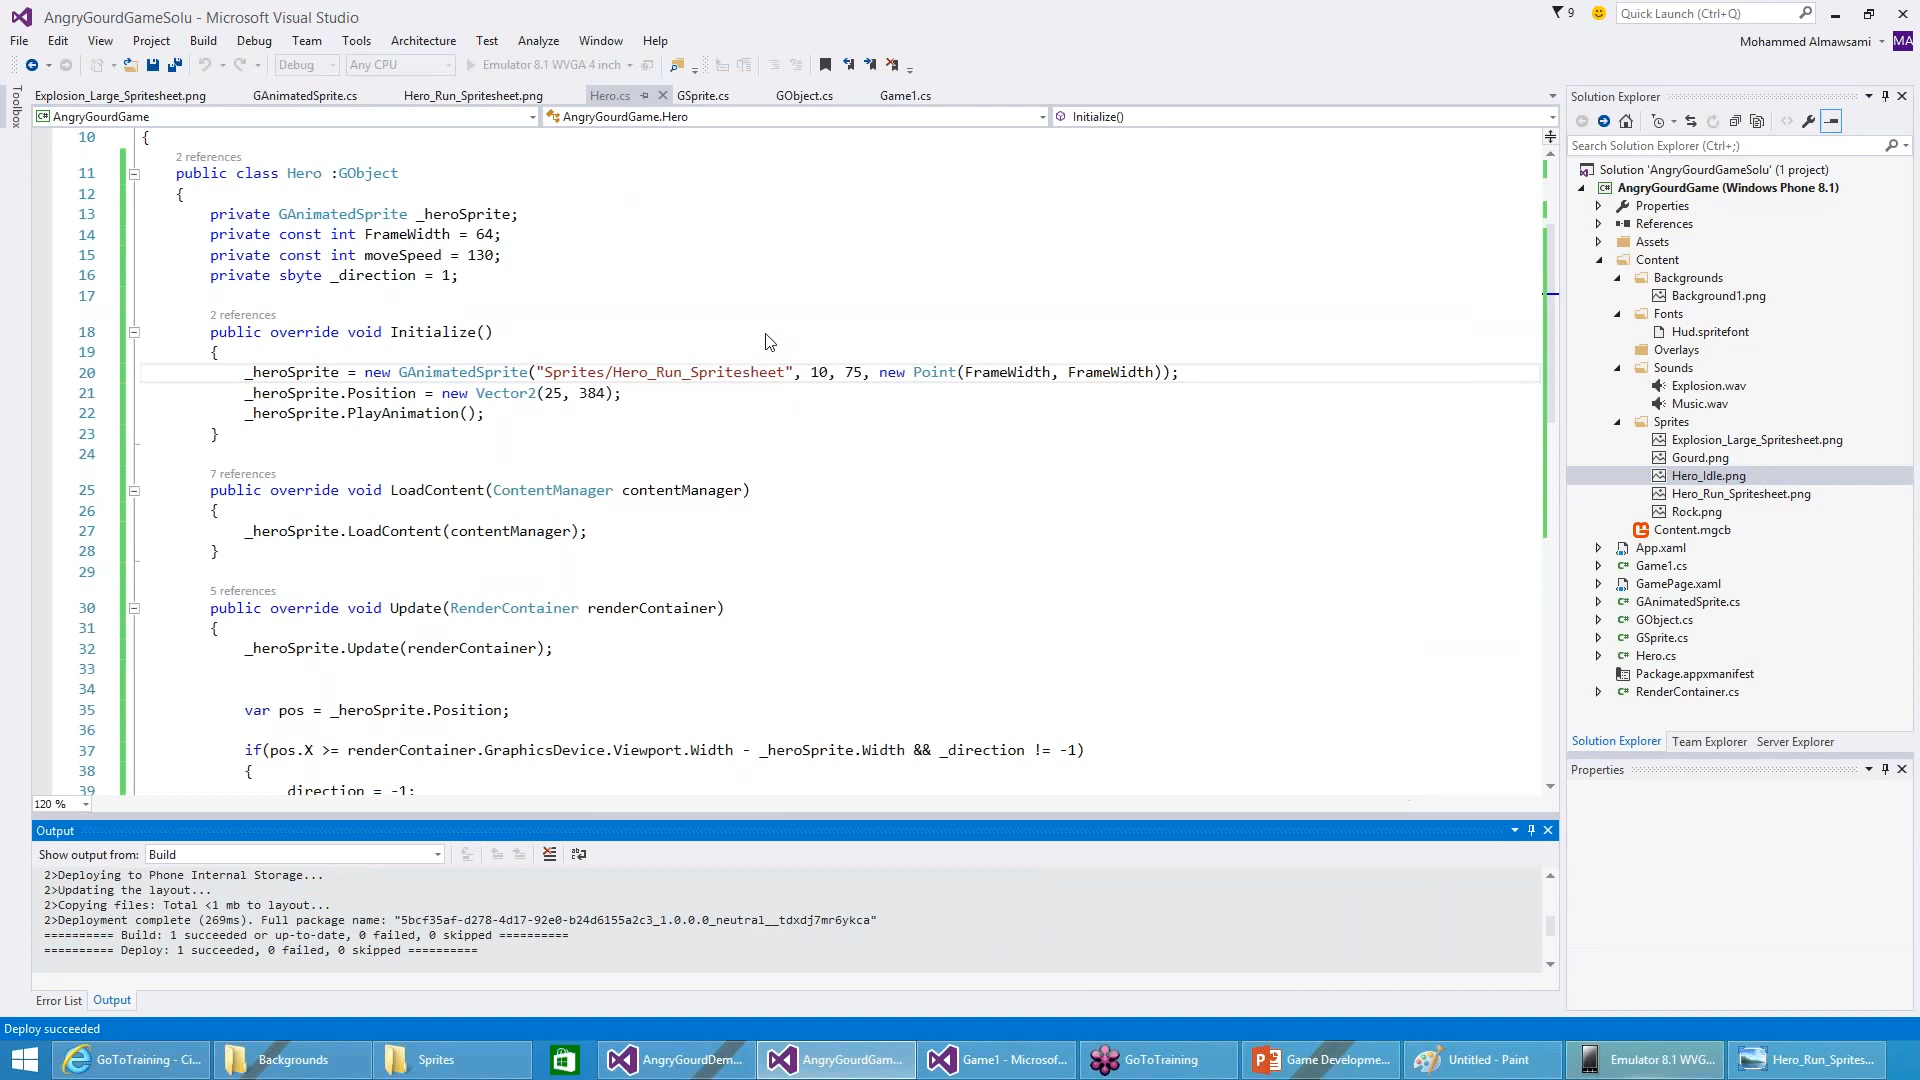 AngryGourdGameSolu - Microsoft Visual Studio
9
Quick Launch (Ctrl+Q)
File Edit View Project Build Debug Team Tools Architecture Test Analyze Window Help
Mohammed Almawsami
MA
Debug
Any CPU
Emulator 8.1 WVGA 4 inch
Toolbox
Explosion_Large_Spritesheet.png
GAnimatedSprite.cs
Hero_Run_Spritesheet.png
Hero.cs
GSprite.cs
GObject.cs
Game1.cs
AngryGourdGame
AngryGourdGame.Hero
Initialize()
10 {
2 references
11 public class Hero :GObject
12 {
13 private GAnimatedSprite _heroSprite;
14 private const int FrameWidth = 64;
15 private const int moveSpeed = 130;
16 private sbyte _direction = 1;
17
2 references
18 public override void Initialize()
19 {
20 _heroSprite = new GAnimatedSprite("Sprites/Hero_Run_Spritesheet", 10, 75, new Point(FrameWidth, FrameWidth));
21 _heroSprite.Position = new Vector2(25, 384);
22 _heroSprite.PlayAnimation();
23 }
24
7 references
25 public override void LoadContent(ContentManager contentManager)
26 {
27 _heroSprite.LoadContent(contentManager);
28 }
29
5 references
30 public override void Update(RenderContainer renderContainer)
31 {
32 _heroSprite.Update(renderContainer);
33
34
35 var pos = _heroSprite.Position;
36
37 if(pos.X >= renderContainer.GraphicsDevice.Viewport.Width - _heroSprite.Width && _direction != -1)
38 {
39 direction = -1;
120 %
Output
Show output from: Build
2>Deploying to Phone Internal Storage...
2>Updating the layout...
2>Copying files: Total <1 mb to layout...
2>Deployment complete (269ms). Full package name: "5bcf35af-d278-4d17-92e0-b24d6155a2c3_1.0.0.0_neutral__tdxdj7mr6ykca"
========== Build: 1 succeeded or up-to-date, 0 failed, 0 skipped ==========
========== Deploy: 1 succeeded, 0 failed, 0 skipped ==========
Error List
Output
Solution Explorer
Search Solution Explorer (Ctrl+;)
Solution 'AngryGourdGameSolu' (1 project)
AngryGourdGame (Windows Phone 8.1)
Properties
References
Assets
Content
Backgrounds
Background1.png
Fonts
Hud.spritefont
Overlays
Sounds
Explosion.wav
Music.wav
Sprites
Explosion_Large_Spritesheet.png
Gourd.png
Hero_Idle.png
Hero_Run_Spritesheet.png
Rock.png
Content.mgcb
App.xaml
Game1.cs
GamePage.xaml
GAnimatedSprite.cs
GObject.cs
GSprite.cs
Hero.cs
Package.appxmanifest
RenderContainer.cs
Solution Explorer
Team Explorer
Server Explorer
Properties
Deploy succeeded
GoToTraining - Ci...
Backgrounds
Sprites
AngryGourdDem...
AngryGourdGam...
Game1 - Microsof...
GoToTraining
Game Developme...
Untitled - Paint
Emulator 8.1 WVG...
Hero_Run_Sprites...